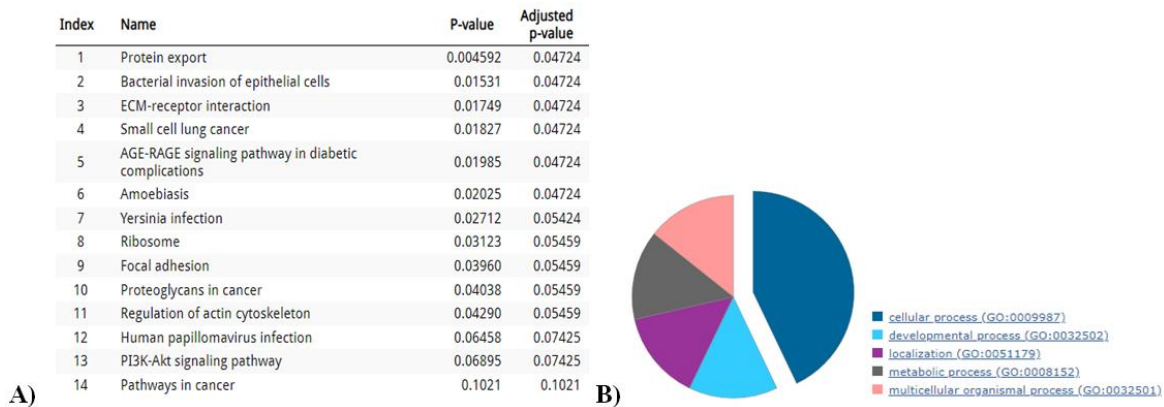 Index Name P-value Adjusted p-value
1 Protein export 0.004592 0.04724
2 Bacterial invasion of epithelial cells 0.01531 0.04724
3 ECM-receptor interaction 0.01749 0.04724
4 Small cell lung cancer 0.01827 0.04724
5 AGE-RAGE signaling pathway in diabetic complications 0.01985 0.04724
6 Amoebiasis 0.02025 0.04724
7 Yersinia infection 0.02712 0.05424
8 Ribosome 0.03123 0.05459
9 Focal adhesion 0.03960 0.05459
10 Proteoglycans in cancer 0.04038 0.05459
11 Regulation of actin cytoskeleton 0.04290 0.05459
12 Human papillomavirus infection 0.06458 0.07425
13 PI3K-Akt signaling pathway 0.06895 0.07425
14 Pathways in cancer 0.1021 0.1021
A)
cellular process (GO:0009987)
developmental process (GO:0032502)
localization (GO:0051179)
metabolic process (GO:0008152)
multicellular organismal process (GO:0032501)
B)